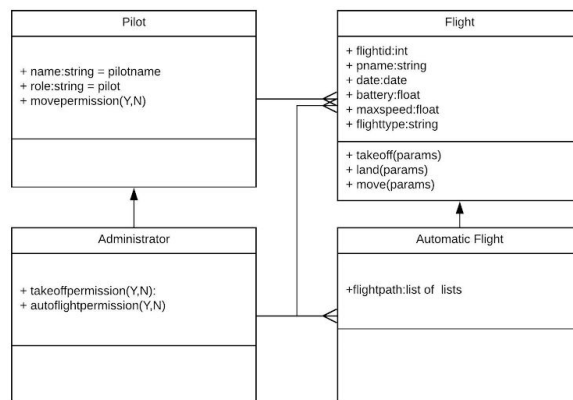 Pilot
+ name:string = pilotname
+ role:string = pilot
+ movepermission(Y,N)
Flight
+ flightid:int
+ pname:string
+ date:date
+ battery:float
+ maxspeed:float
+ flighttype:string
+ takeoff(params)
+ land(params)
+ move(params)
Administrator
+ takeoffpermission(Y,N):
+ autoflightpermission(Y,N)
Automatic Flight
+flightpath:list of lists